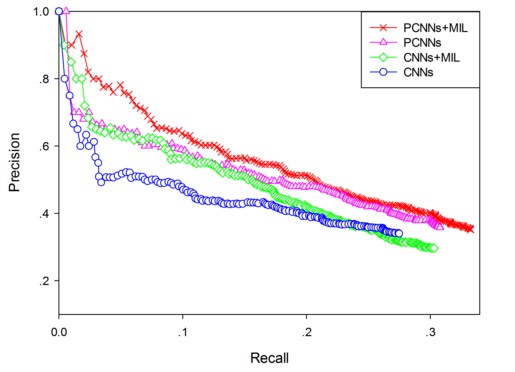 1.0
.8
.6
.4
.2
Precision
0.0 .1 .2 .3
Recall
PCNNs+MIL
PCNNs
CNNs+MIL
CNNs